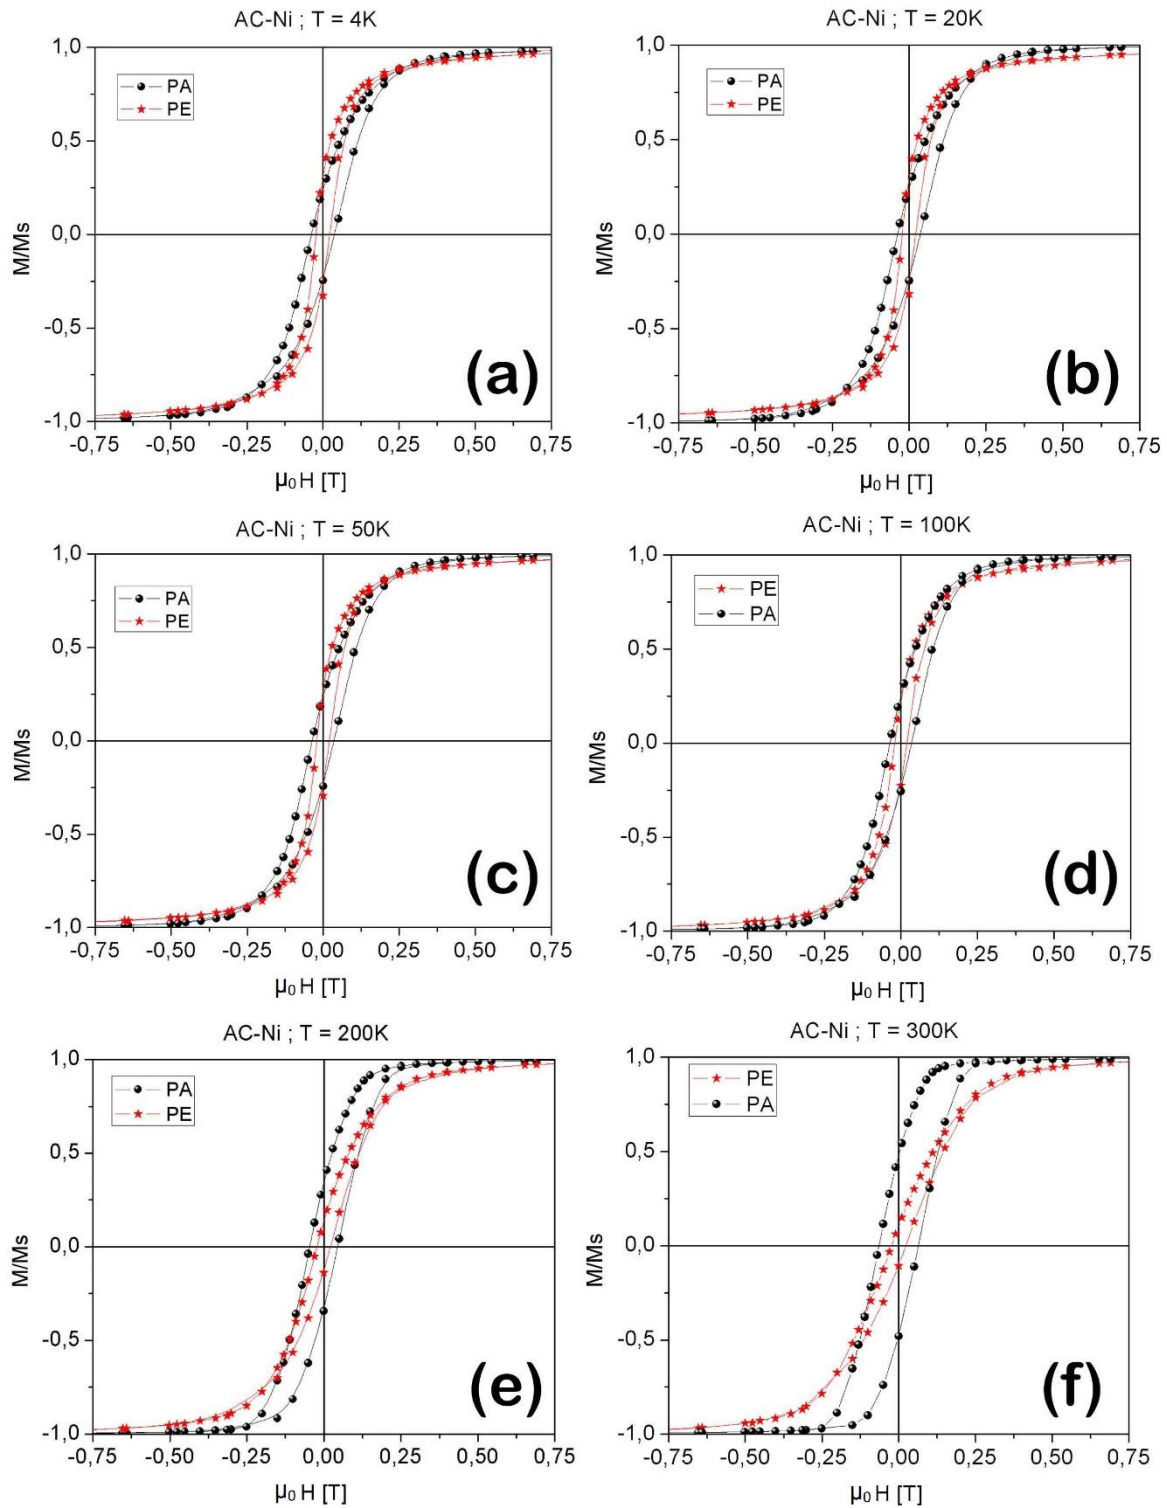 AC-Ni ; T = 4K
1,0
PA
PE
0,5
0,0
M/Ms
-0,5
(a)
-1,0
-0,75 -0,50 -0,25 0,00 0,25 0,50 0,75
μ₀ H [T]
AC-Ni ; T = 20K
1,0
PA
PE
0,5
0,0
M/Ms
-0,5
(b)
-1,0
-0,75 -0,50 -0,25 0,00 0,25 0,50 0,75
μ₀ H [T]
AC-Ni ; T = 50K
1,0
PA
PE
0,5
0,0
M/Ms
-0,5
(c)
-1,0
-0,75 -0,50 -0,25 0,00 0,25 0,50 0,75
μ₀ H [T]
AC-Ni ; T = 100K
1,0
PE
PA
0,5
0,0
M/Ms
-0,5
(d)
-1,0
-0,75 -0,50 -0,25 0,00 0,25 0,50 0,75
μ₀ H [T]
AC-Ni ; T = 200K
1,0
PA
PE
0,5
0,0
M/Ms
-0,5
(e)
-1,0
-0,75 -0,50 -0,25 0,00 0,25 0,50 0,75
μ₀ H [T]
AC-Ni ; T = 300K
1,0
PE
PA
0,5
0,0
M/Ms
-0,5
(f)
-1,0
-0,75 -0,50 -0,25 0,00 0,25 0,50 0,75
μ₀ H [T]